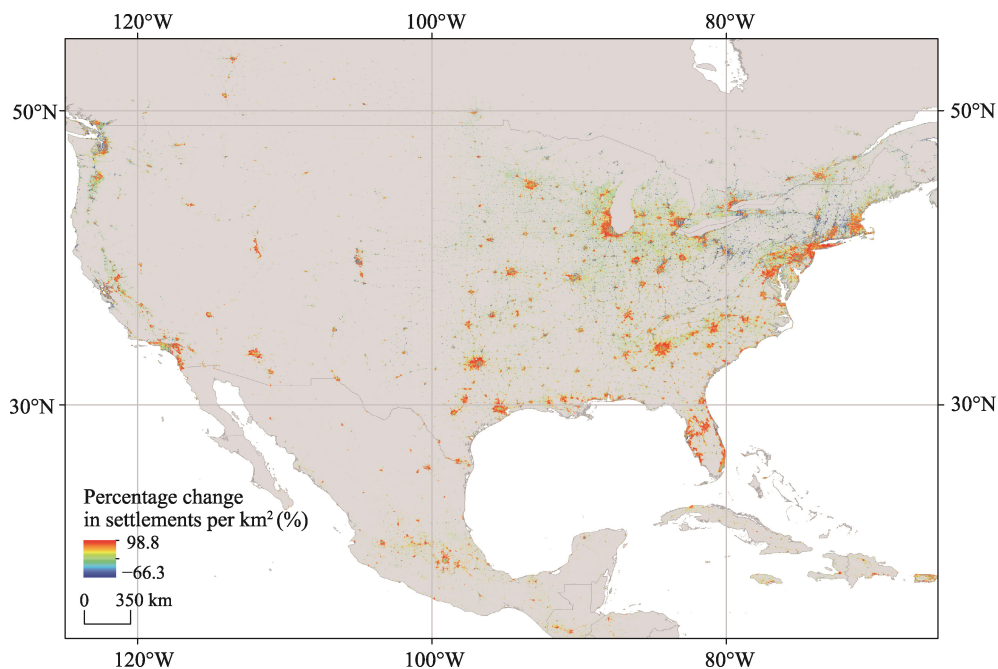 120°W 100°W 80°W
50°N 50°N
30°N 30°N
Percentage change
in settlements per km² (%)
98.8
−66.3
0 350 km
120°W 100°W 80°W